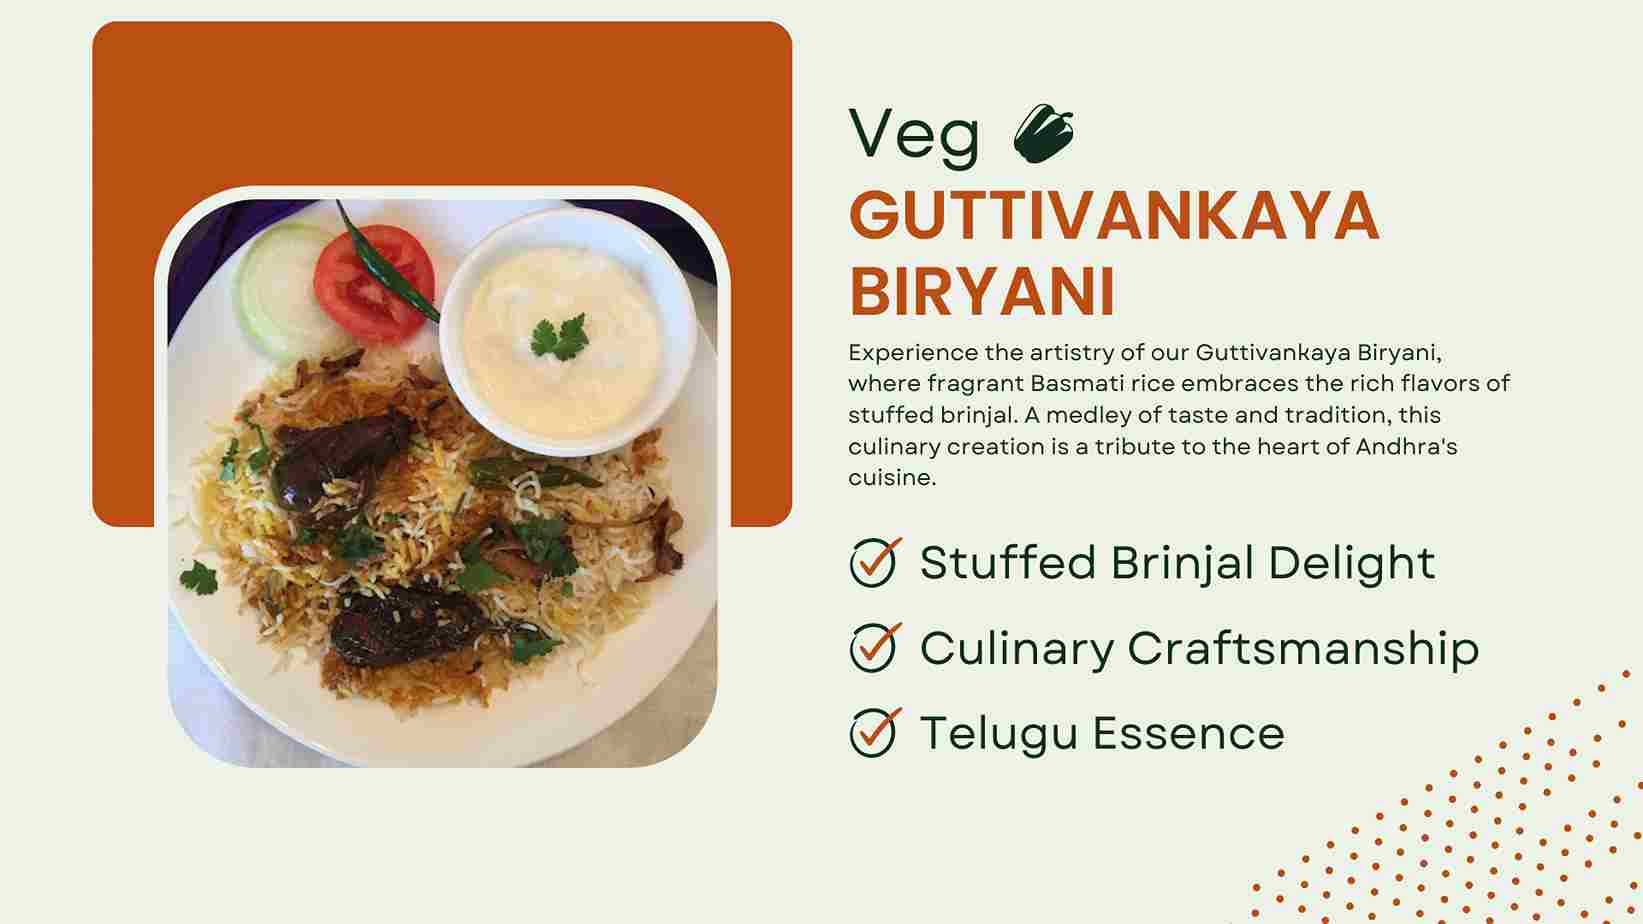 Veg
GUTTIVANKAYA
BIRYANI
Experience the artistry of our Guttivankaya Biryani,
where fragrant Basmati rice embraces the rich flavors of
stuffed brinjal. A medley of taste and tradition, this
culinary creation is a tribute to the heart of Andhra's
cuisine.
Stuffed Brinjal Delight
Culinary Craftsmanship
Telugu Essence